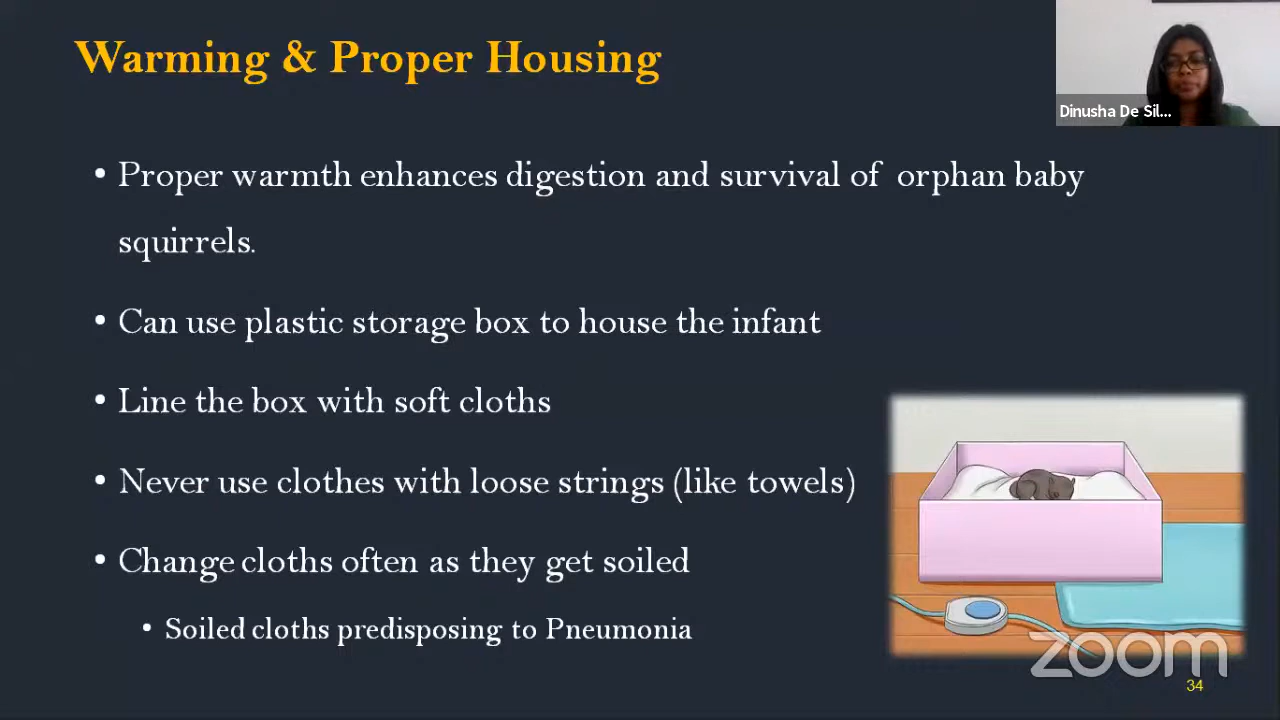 Warming & Proper Housing
Dinusha De Sil...
• Proper warmth enhances digestion and survival of orphan baby
squirrels.
• Can use plastic storage box to house the infant
• Line the box with soft cloths
• Never use clothes with loose strings (like towels)
• Change cloths often as they get soiled
• Soiled cloths predisposing to Pneumonia
zoom
34